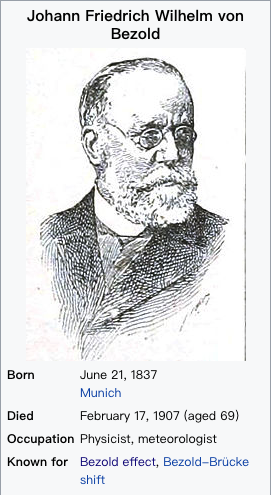 Johann Friedrich Wilhelm von
Bezold
Born June 21, 1837
Munich
Died February 17, 1907 (aged 69)
Occupation Physicist, meteorologist
Known for Bezold effect, Bezold–Brücke
shift